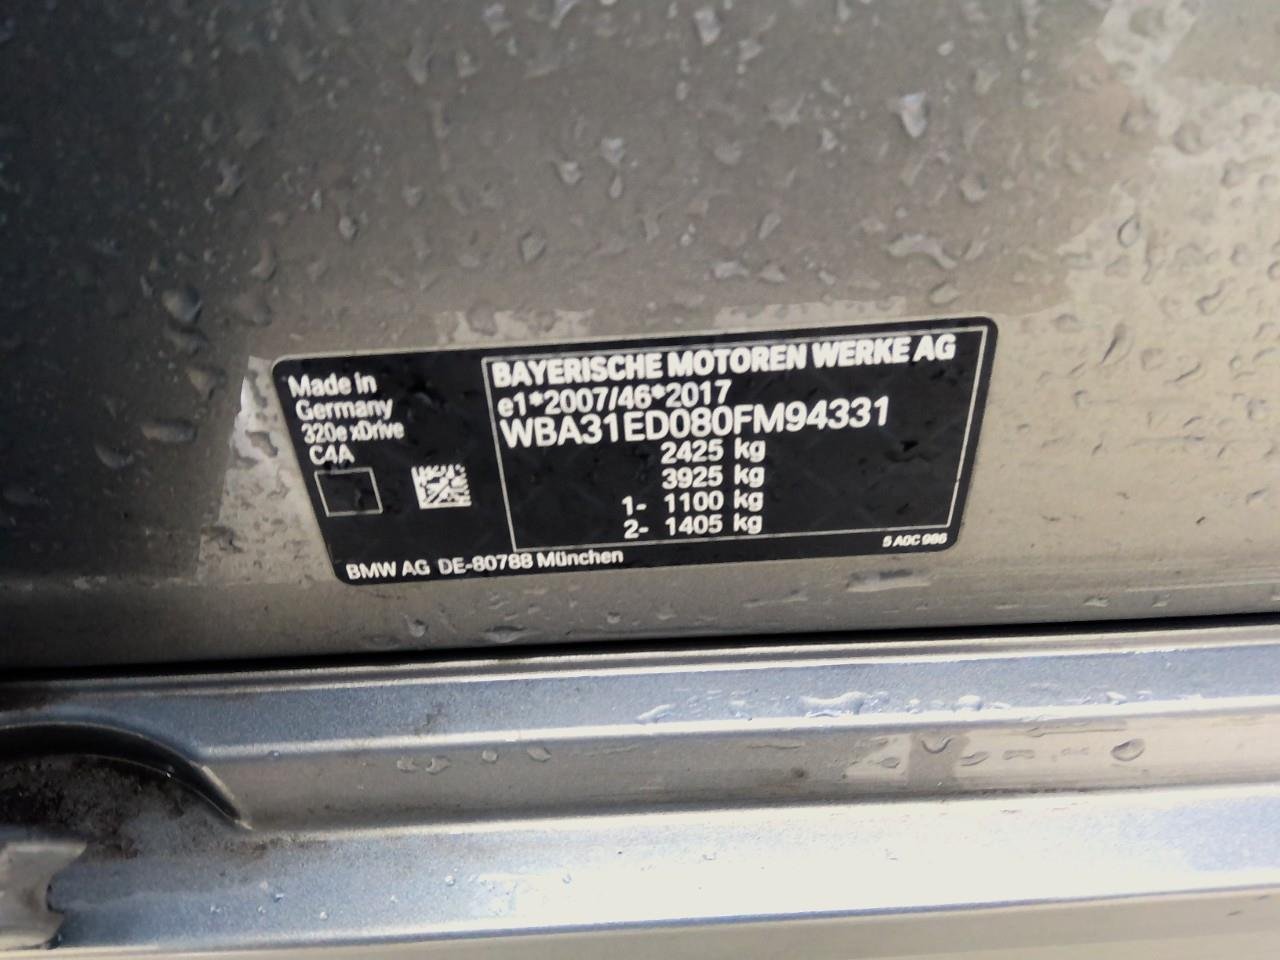 Made in
Germany
320e xDrive
C4A
BAYERISCHE MOTOREN WERKE AG
e1*2007/46*2017
WBA31ED080FM94331
2425 kg
3925 kg
1- 1100 kg
2- 1405 kg
BMW AG DE-80788 München
5 A0C 986